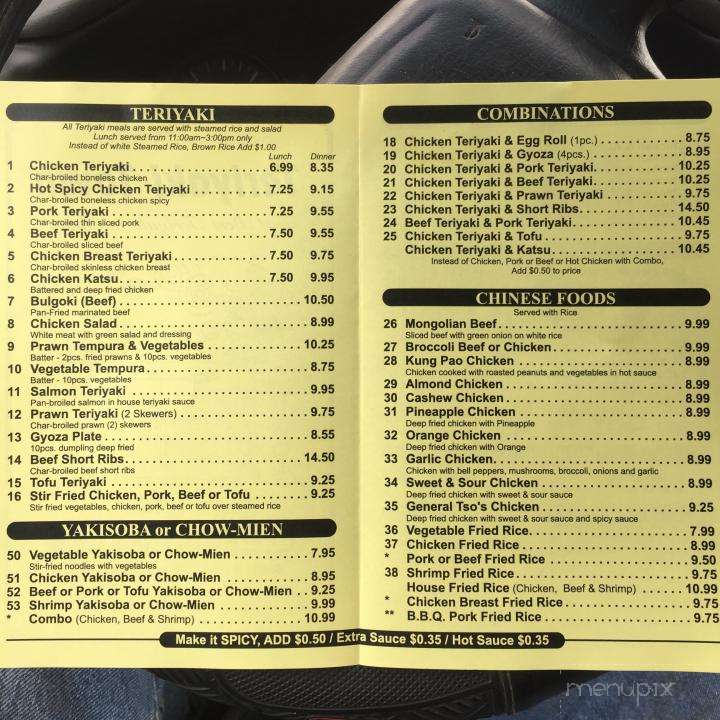 TERIYAKI
All Teriyaki meals are served with steamed rice and salad
Lunch served from 11:00am~3:00pm only
Instead of white Steamed Rice, Brown Rice Add $1.00
Lunch Dinner
1 Chicken Teriyaki . . . . . . . . . . . . . . . . . . . 6.99 8.35
Char-broiled boneless chicken
2 Hot Spicy Chicken Teriyaki . . . . . . . . . . 7.25 9.15
Char-broiled boneless chicken spicy
3 Pork Teriyaki . . . . . . . . . . . . . . . . . . . . . 7.25 9.55
Char-broiled thin sliced pork
4 Beef Teriyaki . . . . . . . . . . . . . . . . . . . . . 7.50 9.55
Char-broiled sliced beef
5 Chicken Breast Teriyaki . . . . . . . . . . . . . 7.50 9.75
Char-broiled skinless chicken breast
6 Chicken Katsu . . . . . . . . . . . . . . . . . . . . 7.50 9.95
Battered and deep fried chicken
7 Bulgoki (Beef) . . . . . . . . . . . . . . . . . . . . . . . . . 10.50
Pan-Fried marinated beef
8 Chicken Salad . . . . . . . . . . . . . . . . . . . . . . . . . . 8.99
White meat with green salad and dressing
9 Prawn Tempura & Vegetables . . . . . . . . . . . . . 10.25
Batter - 2pcs. fried prawns & 10pcs. vegetables
10 Vegetable Tempura . . . . . . . . . . . . . . . . . . . . . . 8.75
Batter - 10pcs. vegetables
11 Salmon Teriyaki . . . . . . . . . . . . . . . . . . . . . . . . 9.95
Pan-broiled salmon in house teriyaki sauce
12 Prawn Teriyaki (2 Skewers) . . . . . . . . . . . . . . . . . 9.75
Char-broiled prawn (2) skewers
13 Gyoza Plate . . . . . . . . . . . . . . . . . . . . . . . . . . . 8.55
10pcs. dumpling deep fried
14 Beef Short Ribs . . . . . . . . . . . . . . . . . . . . . . . . 14.50
Char-broiled beef short ribs
15 Tofu Teriyaki . . . . . . . . . . . . . . . . . . . . . . . . . . 9.25
16 Stir Fried Chicken, Pork, Beef or Tofu . . . . . . . . 9.25
Stir fried vegetables, chicken, pork, beef or tofu over steamed rice
YAKISOBA or CHOW-MIEN
50 Vegetable Yakisoba or Chow-Mien . . . . . . . . . . . 7.95
Stir-fried noodles with vegetables
51 Chicken Yakisoba or Chow-Mien . . . . . . . . . . . . 8.95
52 Beef or Pork or Tofu Yakisoba or Chow-Mien . . . 9.25
53 Shrimp Yakisoba or Chow-Mien . . . . . . . . . . . . . 9.99
* Combo (Chicken, Beef & Shrimp) . . . . . . . . . . . . . . . 10.99
COMBINATIONS
18 Chicken Teriyaki & Egg Roll (1pc.) . . . . . . . . . . . . . 8.75
19 Chicken Teriyaki & Gyoza (4pcs.) . . . . . . . . . . . . . . 8.95
20 Chicken Teriyaki & Pork Teriyaki. . . . . . . . . . . . . 10.25
21 Chicken Teriyaki & Beef Teriyaki. . . . . . . . . . . . . 10.25
22 Chicken Teriyaki & Prawn Teriyaki . . . . . . . . . . . . 9.75
23 Chicken Teriyaki & Short Ribs. . . . . . . . . . . . . . . 14.50
24 Beef Teriyaki & Pork Teriyaki. . . . . . . . . . . . . . . . 10.45
25 Chicken Teriyaki & Tofu . . . . . . . . . . . . . . . . . . . . 9.55
Chicken Teriyaki & Katsu. . . . . . . . . . . . . . . . . . . 10.45
Instead of Chicken, Pork or Beef or Hot Chicken with Combo,
Add $0.50 to price
CHINESE FOODS
Served with Rice
26 Mongolian Beef. . . . . . . . . . . . . . . . . . . . . . . . . . 9.99
Sliced beef with green onion on white rice
27 Broccoli Beef or Chicken . . . . . . . . . . . . . . . . . . . 9.99
28 Kung Pao Chicken . . . . . . . . . . . . . . . . . . . . . . . . 8.99
Chicken cooked with roasted peanuts and vegetables in hot sauce
29 Almond Chicken . . . . . . . . . . . . . . . . . . . . . . . . . 8.99
30 Cashew Chicken . . . . . . . . . . . . . . . . . . . . . . . . . 8.99
31 Pineapple Chicken . . . . . . . . . . . . . . . . . . . . . . . 8.99
Deep fried chicken with Pineapple
32 Orange Chicken . . . . . . . . . . . . . . . . . . . . . . . . . 8.99
Deep fried chicken with Orange
33 Garlic Chicken. . . . . . . . . . . . . . . . . . . . . . . . . . . 8.99
Chicken with bell peppers, mushrooms, broccoli, onions and garlic
34 Sweet & Sour Chicken . . . . . . . . . . . . . . . . . . . . . 8.99
Deep fried chicken with sweet & sour sauce
35 General Tso's Chicken . . . . . . . . . . . . . . . . . . . . . 9.25
Deep fried chicken with sweet & sour sauce and spicy sauce
36 Vegetable Fried Rice. . . . . . . . . . . . . . . . . . . . . . 7.99
37 Chicken Fried Rice . . . . . . . . . . . . . . . . . . . . . . . 8.99
* Pork or Beef Fried Rice . . . . . . . . . . . . . . . . . . . . 9.50
38 Shrimp Fried Rice . . . . . . . . . . . . . . . . . . . . . . . . 9.75
House Fried Rice (Chicken, Beef & Shrimp) . . . . . . . . 10.99
* Chicken Breast Fried Rice . . . . . . . . . . . . . . . . . . 9.75
** B.B.Q. Pork Fried Rice . . . . . . . . . . . . . . . . . . . . . 9.75
Make it SPICY, ADD $0.50 / Extra Sauce $0.35 / Hot Sauce $0.35
menupix